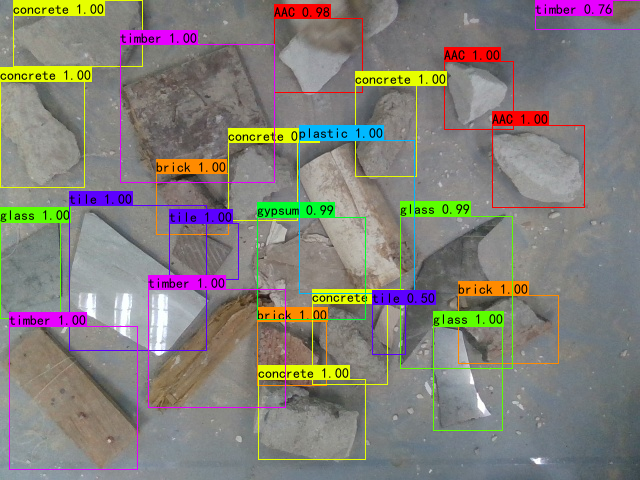 concrete 1.00
timber 0.76
AAC 0.98
timber 1.00
AAC 1.00
concrete 1.00
concrete 1.00
AAC 1.00
plastic 1.00
concrete 0
brick 1.00
tile 1.00
gypsum 0.99
glass 0.99
glass 1.00
tile 1.00
timber 1.00
brick 1.00
concrete
tile 0.50
timber 1.00
brick 1.00
glass 1.00
concrete 1.00